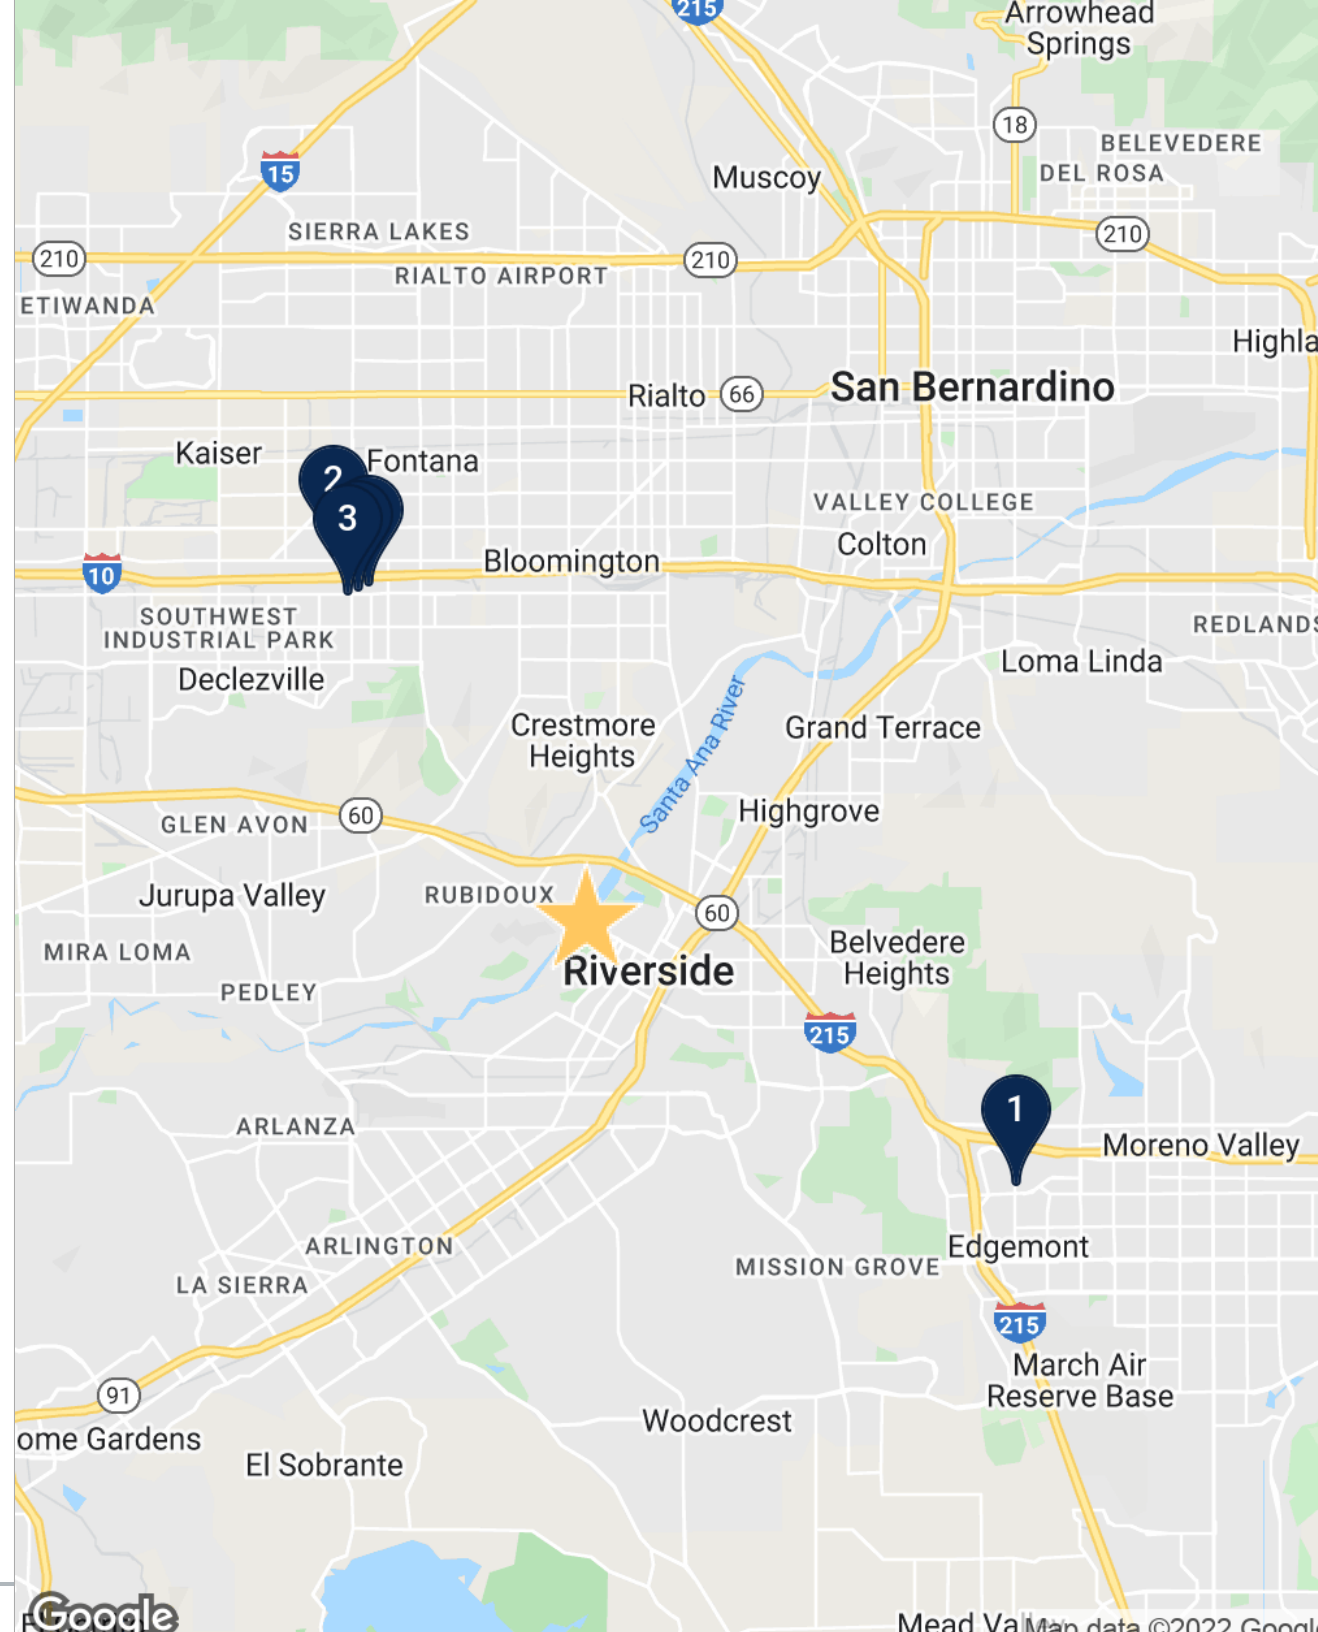 215
Arrowhead
Springs
18
BELEVEDERE
DEL ROSA
15
Muscoy
SIERRA LAKES
210
210
210
RIALTO AIRPORT
ETIWANDA
Highla
Rialto
66
San Bernardino
Kaiser
Fontana
2
3
VALLEY COLLEGE
Colton
Bloomington
10
SOUTHWEST
INDUSTRIAL PARK
REDLANDS
Loma Linda
Declezville
Crestmore
Heights
Santa Ana River
Grand Terrace
Highgrove
60
GLEN AVON
Jurupa Valley
RUBIDOUX
60
MIRA LOMA
Belvedere
Heights
Riverside
PEDLEY
215
1
ARLANZA
Moreno Valley
ARLINGTON
Edgemont
MISSION GROVE
LA SIERRA
215
March Air
Reserve Base
91
Woodcrest
ome Gardens
El Sobrante
Google
Mead Va
Map data ©2022 Google